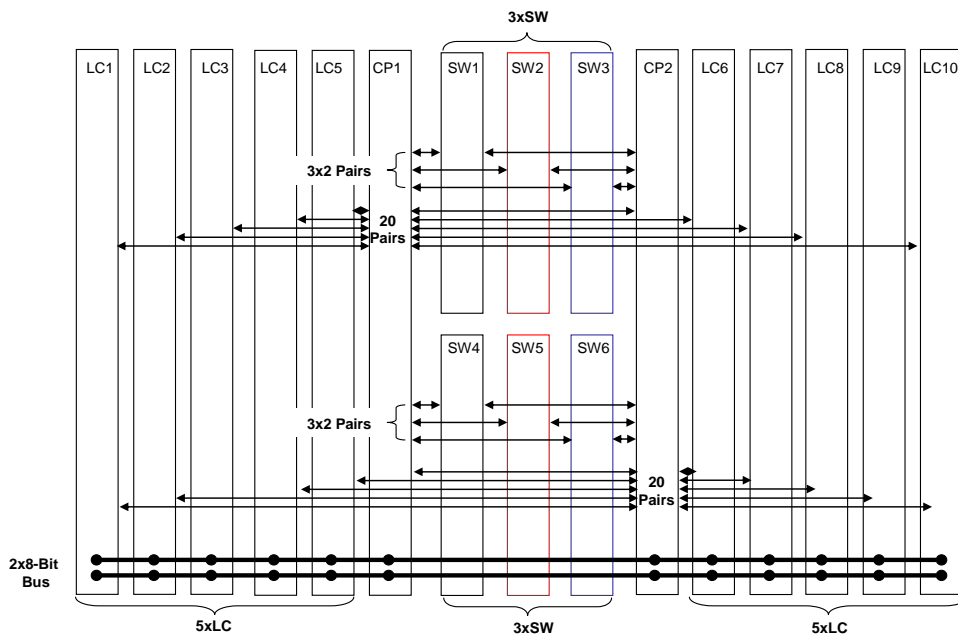 3xSW
LC1 LC2 LC3 LC4 LC5 CP1 SW1 SW2 SW3 CP2 LC6 LC7 LC8 LC9 LC10
3x2 Pairs
20
Pairs
SW4 SW5 SW6
3x2 Pairs
20
Pairs
2x8-Bit
Bus
5xLC 3xSW 5xLC